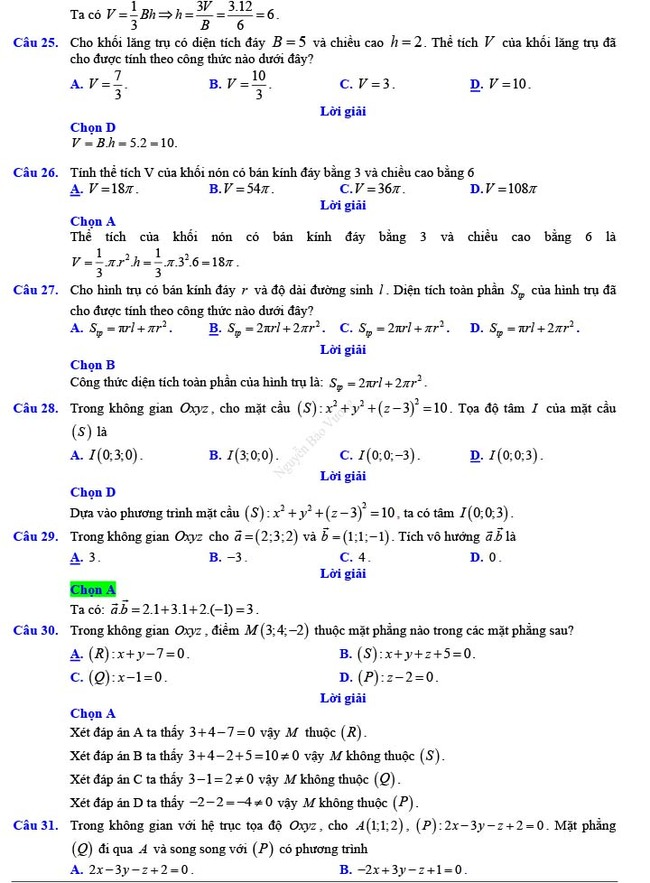 Ta có V = 1/3 Bh ⇒ h = 3V/B = 3.12/6 = 6.
Câu 25. Cho khối lăng trụ có diện tích đáy B = 5 và chiều cao h = 2. Thể tích V của khối lăng trụ đã
cho được tính theo công thức nào dưới đây?
A. V = 7/3. B. V = 10/3. C. V = 3. D. V = 10.
Lời giải
Chọn D
V = B.h = 5.2 = 10.
Câu 26. Tính thể tích V của khối nón có bán kính đáy bằng 3 và chiều cao bằng 6
A. V = 18π. B. V = 54π. C. V = 36π. D. V = 108π
Lời giải
Chọn A
Thể tích của khối nón có bán kính đáy bằng 3 và chiều cao bằng 6 là
V = 1/3.π.r².h = 1/3.π.3².6 = 18π.
Câu 27. Cho hình trụ có bán kính đáy r và độ dài đường sinh l. Diện tích toàn phần Stp của hình trụ đã
cho được tính theo công thức nào dưới đây?
A. Stp = πrl + πr². B. Stp = 2πrl + 2πr². C. Stp = 2πrl + πr². D. Stp = πrl + 2πr².
Lời giải
Chọn B
Công thức diện tích toàn phần của hình trụ là: Stp = 2πrl + 2πr².
Câu 28. Trong không gian Oxyz, cho mặt cầu (S): x² + y² + (z − 3)² = 10. Tọa độ tâm I của mặt cầu
(S) là
A. I(0;3;0). B. I(3;0;0). C. I(0;0;−3). D. I(0;0;3).
Lời giải
Chọn D
Dựa vào phương trình mặt cầu (S): x² + y² + (z − 3)² = 10, ta có tâm I(0;0;3).
Câu 29. Trong không gian Oxyz cho a⃗ = (2;3;2) và b⃗ = (1;1;−1). Tích vô hướng a⃗.b⃗ là
A. 3. B. −3. C. 4. D. 0.
Lời giải
Chọn A
Ta có: a⃗.b⃗ = 2.1 + 3.1 + 2.(−1) = 3.
Câu 30. Trong không gian Oxyz, điểm M(3;4;−2) thuộc mặt phẳng nào trong các mặt phẳng sau?
A. (R): x + y − 7 = 0. B. (S): x + y + z + 5 = 0.
C. (Q): x − 1 = 0. D. (P): z − 2 = 0.
Lời giải
Chọn A
Xét đáp án A ta thấy 3 + 4 − 7 = 0 vậy M thuộc (R).
Xét đáp án B ta thấy 3 + 4 − 2 + 5 = 10 ≠ 0 vậy M không thuộc (S).
Xét đáp án C ta thấy 3 − 1 = 2 ≠ 0 vậy M không thuộc (Q).
Xét đáp án D ta thấy −2 − 2 = −4 ≠ 0 vậy M không thuộc (P).
Câu 31. Trong không gian với hệ trục tọa độ Oxyz, cho A(1;1;2), (P): 2x − 3y − z + 2 = 0. Mặt phẳng
(Q) đi qua A và song song với (P) có phương trình
A. 2x − 3y − z + 2 = 0. B. −2x + 3y − z + 1 = 0.
Nguyễn Bảo